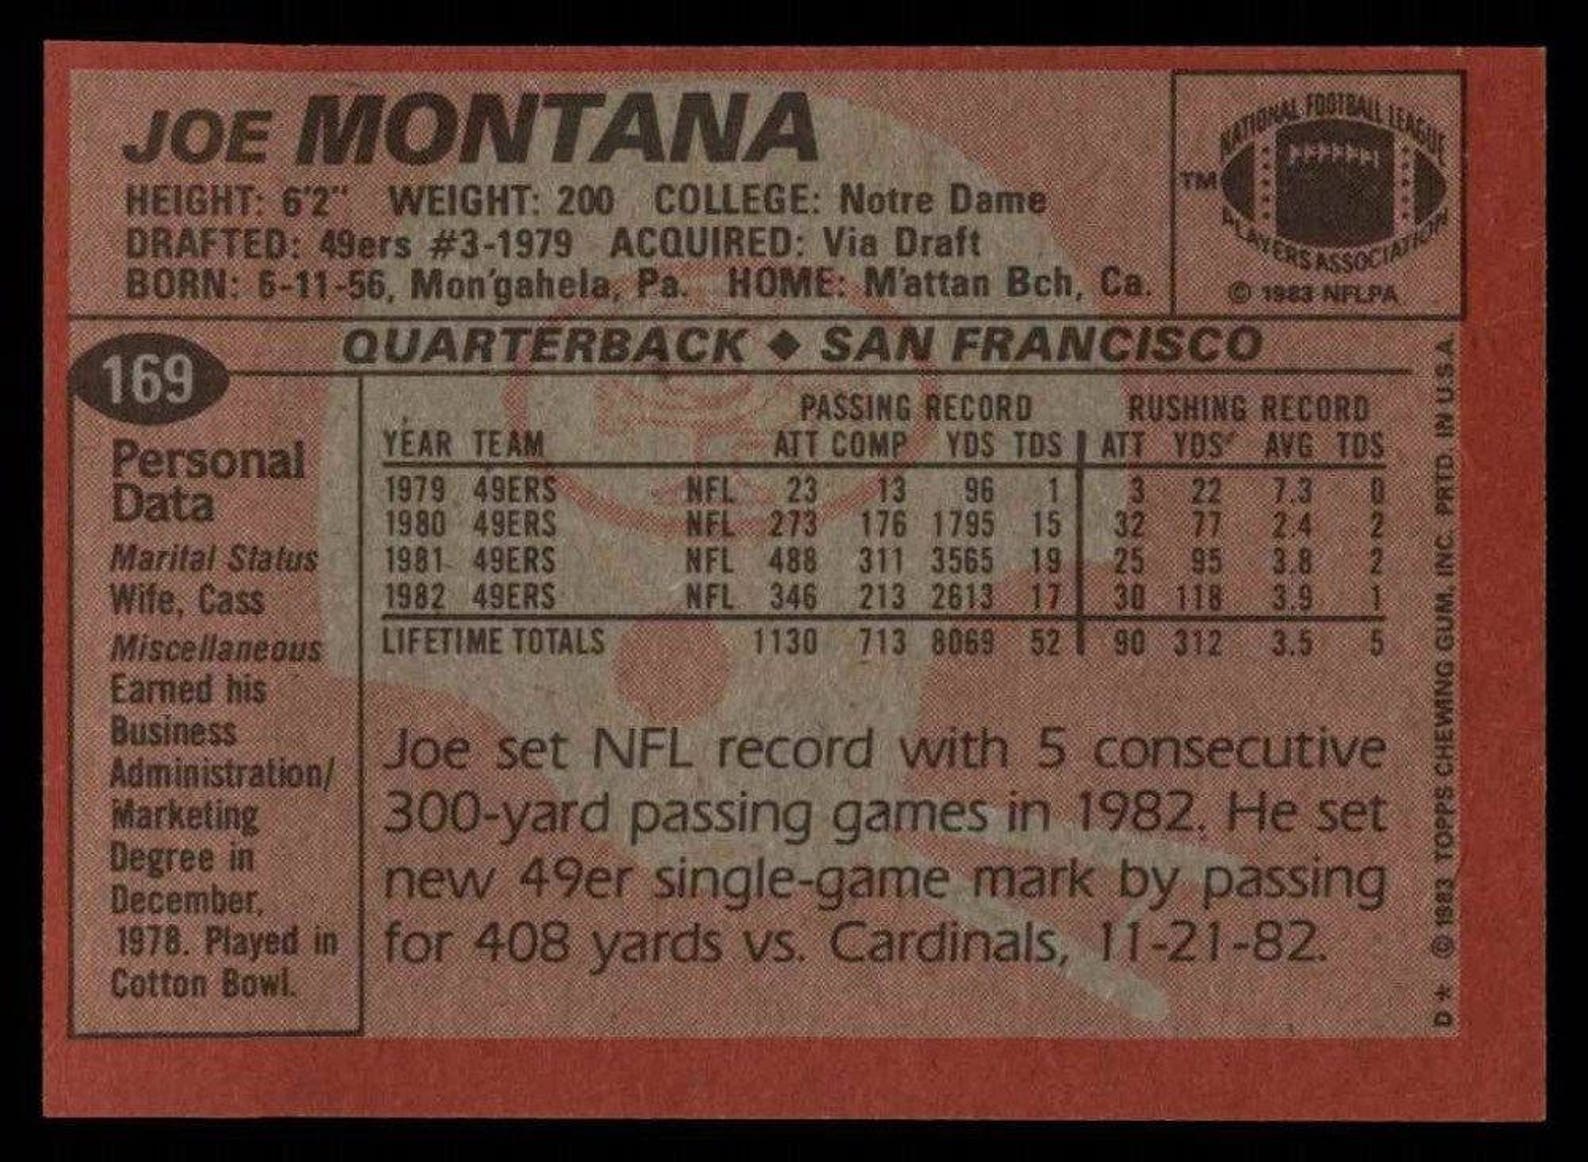 JOE MONTANA
HEIGHT: 6'2" WEIGHT: 200 COLLEGE: Notre Dame
DRAFTED: 49ers #3-1979 ACQUIRED: Via Draft
BORN: 6-11-56, Mon'gahela, Pa. HOME: M'attan Bch, Ca.
NATIONAL FOOTBALL LEAGUE
TM
PLAYERS ASSOCIATION
© 1983 NFLPA
169
QUARTERBACK ◆ SAN FRANCISCO
PASSING RECORD RUSHING RECORD
YEAR TEAM ATT COMP YDS TDS ATT YDS AVG TDS
1979 49ERS NFL 23 13 96 1 3 22 7.3 0
1980 49ERS NFL 273 176 1795 15 32 77 2.4 2
1981 49ERS NFL 488 311 3565 19 25 95 3.8 2
1982 49ERS NFL 346 213 2613 17 30 118 3.9 1
LIFETIME TOTALS 1130 713 8069 52 90 312 3.5 5
Personal
Data
Marital Status
Wife, Cass
Miscellaneous
Earned his
Business
Administration/
Marketing
Degree in
December,
1978. Played in
Cotton Bowl.
Joe set NFL record with 5 consecutive
300-yard passing games in 1982. He set
new 49er single-game mark by passing
for 408 yards vs. Cardinals, 11-21-82.
D* © 1983 TOPPS CHEWING GUM, INC. PRTD IN U.S.A.